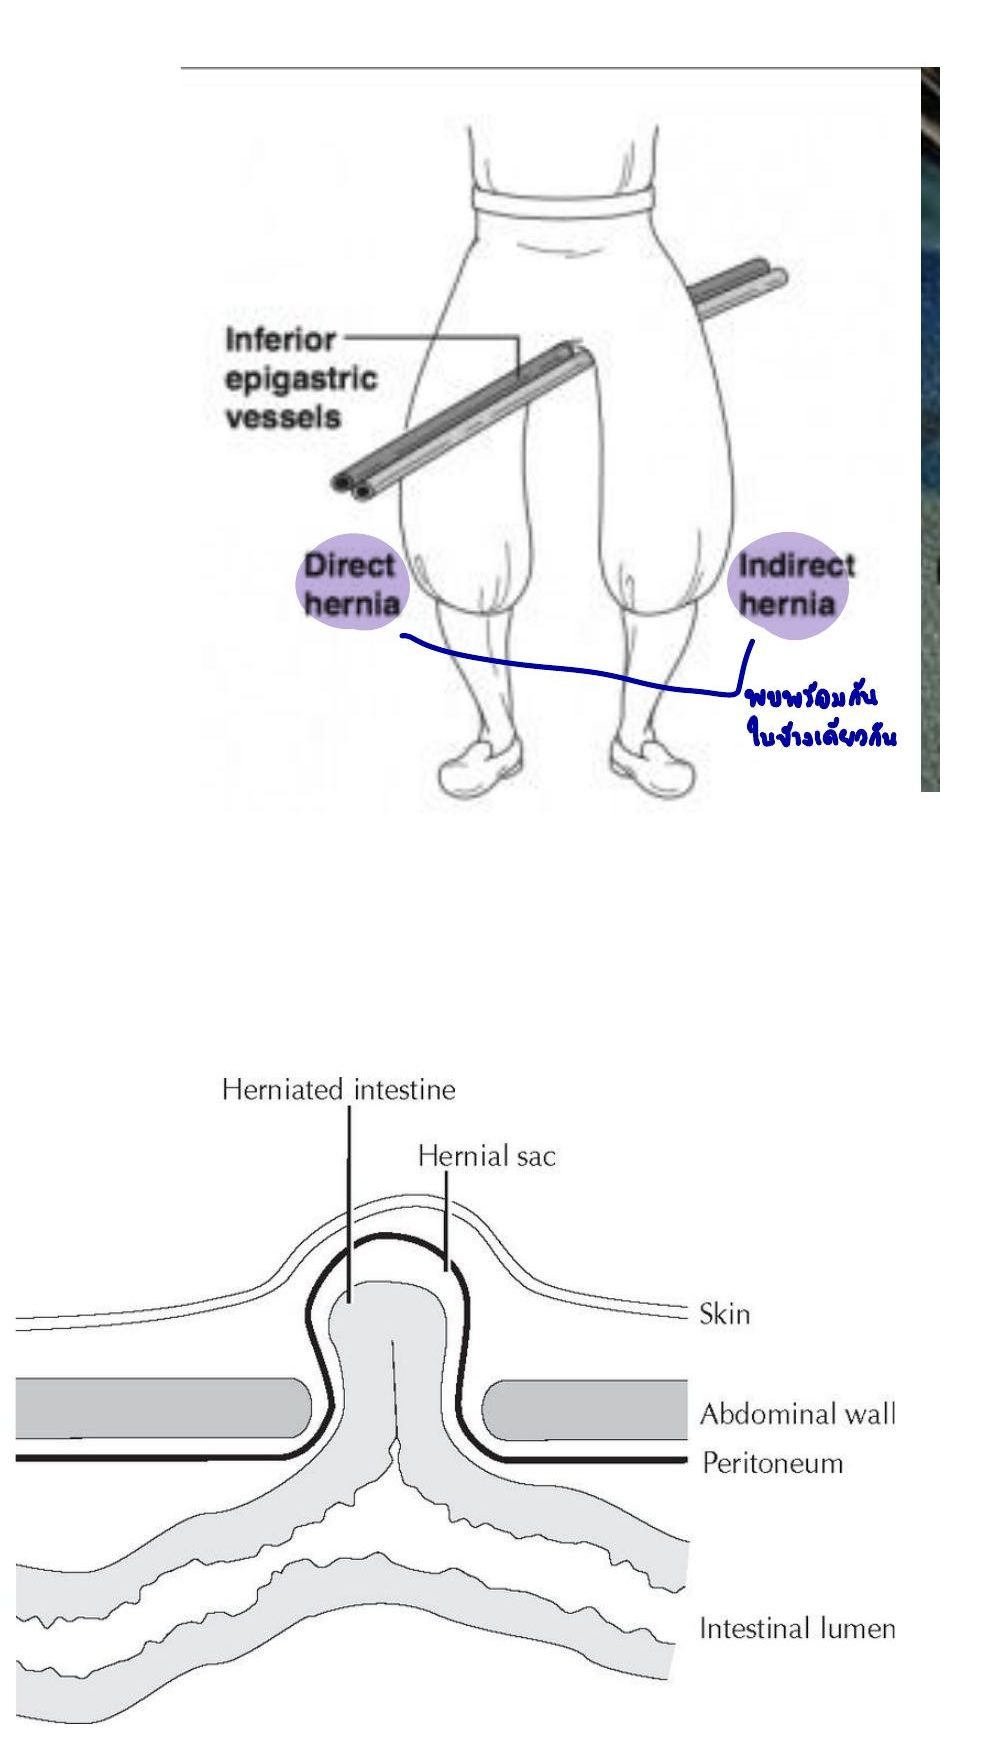 Inferior
epigastric
vessels
Direct
hernia
Indirect
hernia
พบพร้อมกัน
ในข้างเดียวกัน
Herniated intestine
Hernial sac
Skin
Abdominal wall
Peritoneum
Intestinal lumen